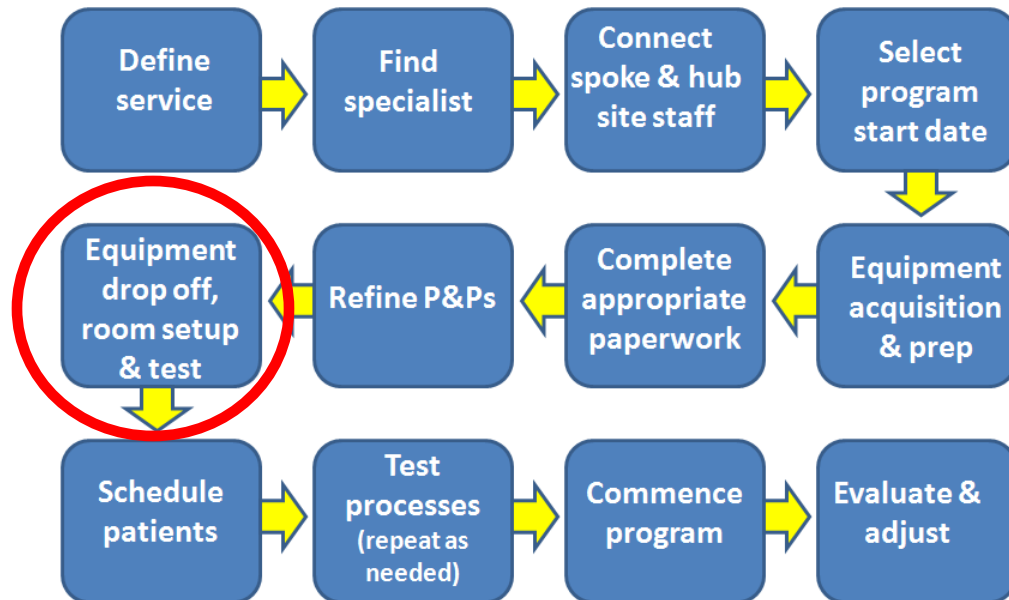 Define
service
Find
specialist
Connect
spoke & hub
site staff
Select
program
start date
Equipment
drop off,
room setup
& test
Refine P&Ps
Complete
appropriate
paperwork
Equipment
acquisition
& prep
Schedule
patients
Test
processes
(repeat as
needed)
Commence
program
Evaluate &
adjust